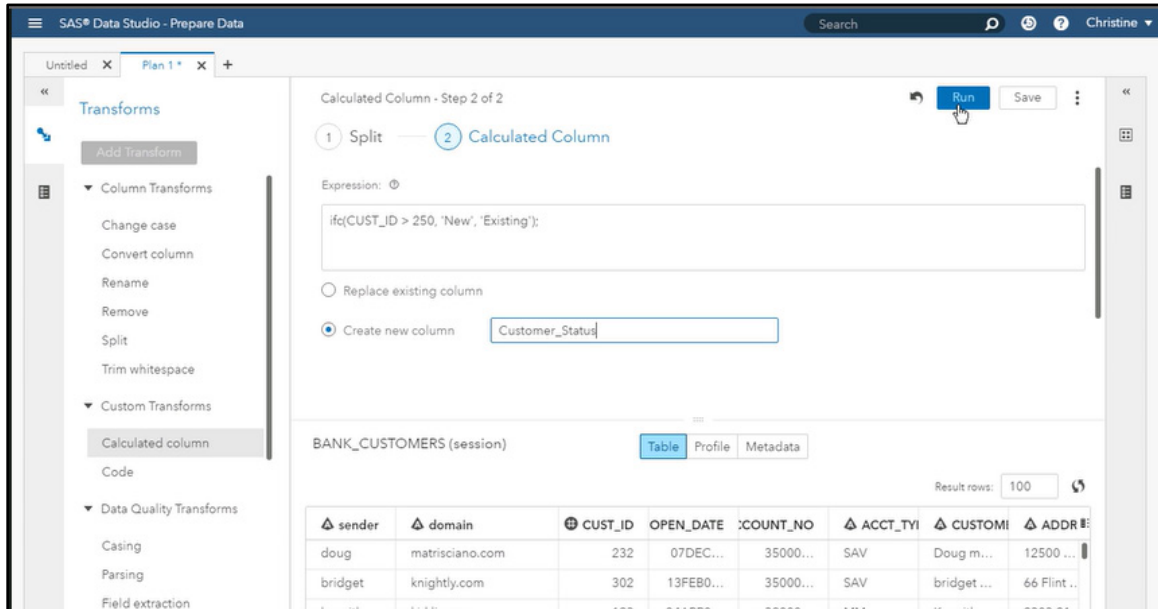 SAS® Data Studio - Prepare Data
Search
Christine
Untitled
Plan 1 *
Transforms
Add Transform
Column Transforms
Change case
Convert column
Rename
Remove
Split
Trim whitespace
Custom Transforms
Calculated column
Code
Data Quality Transforms
Casing
Parsing
Field extraction
Calculated Column - Step 2 of 2
Run
Save
1 Split
2 Calculated Column
Expression:
ifc(CUST_ID > 250, 'New', 'Existing');
Replace existing column
Create new column Customer_Status
BANK_CUSTOMERS (session)
Table Profile Metadata
Result rows: 100
sender domain CUST_ID OPEN_DATE COUNT_NO ACCT_TYI CUSTOMI ADDR
doug matrisciano.com 232 07DEC... 35000... SAV Doug m... 12500 ...
bridget knightly.com 302 13FEB0... 35000... SAV bridget ... 66 Flint ...